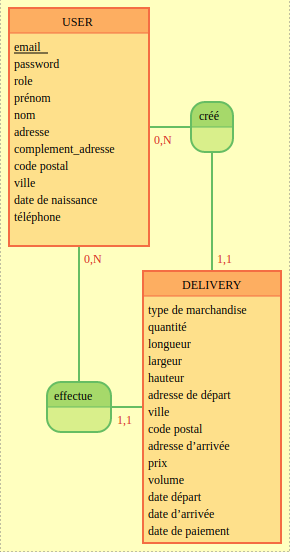 USER
email
password
role
prénom
nom
adresse
complement_adresse
code postal
ville
date de naissance
téléphone
créé
0,N
0,N
1,1
DELIVERY
type de marchandise
quantité
longueur
largeur
hauteur
adresse de départ
ville
code postal
adresse d’arrivée
prix
volume
date départ
date d’arrivée
date de paiement
effectue
1,1